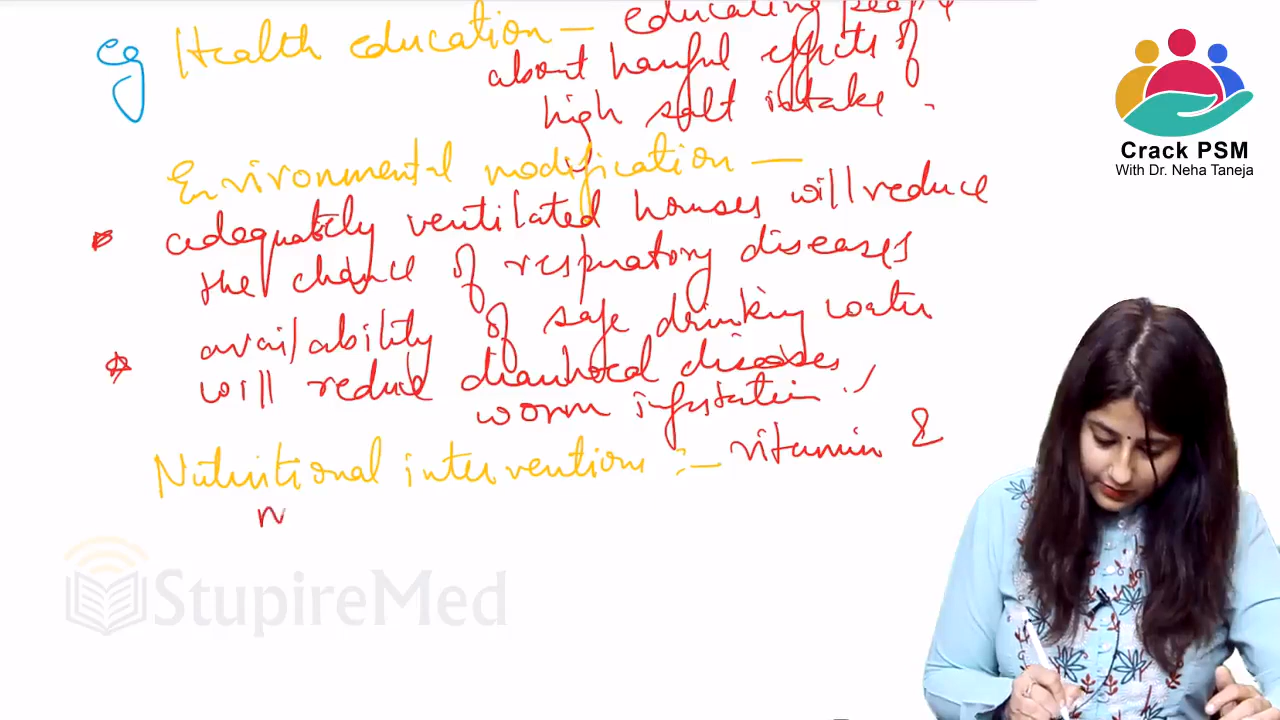 eg Health education — educating people
about harmful effects of
high salt intake.
Environmental modification —
adequately ventilated houses will reduce
the chance of respiratory diseases
availability of safe drinking water
will reduce diarrhoeal diseases
worm infestation.
Nutritional interventions :- vitamin &
n
StupireMed
Crack PSM
With Dr. Neha Taneja